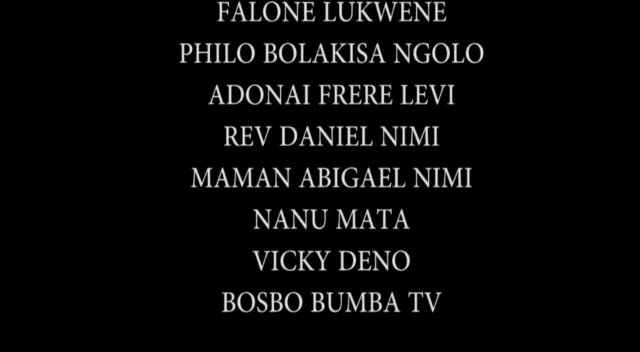 FALONE LUKWENE
PHILO BOLAKISA NGOLO
ADONAI FRERE LEVI
REV DANIEL NIMI
MAMAN ABIGAEL NIMI
NANU MATA
VICKY DENO
BOSBO BUMBA TV